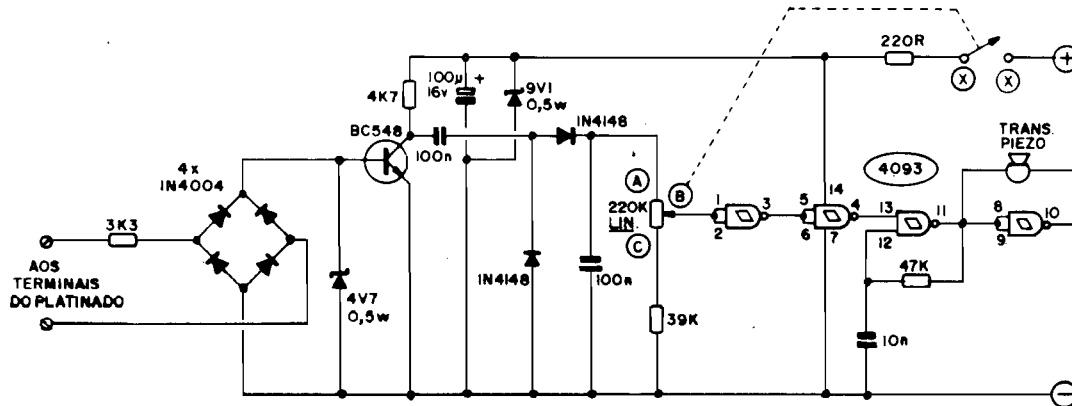 220R
X
X
+
100µ
16v
+
9V1
0,5w
4K7
1N4148
BC548
100n
TRANS.
PIEZO
4x
1N4004
A
B
4093
220K
LIN.
C
1
2
3
5
6
14
4
7
13
12
11
8
9
10
3K3
AOS
TERMINAIS
DO PLATINADO
4V7
0,5w
1N4148
100n
39K
47K
10n
−